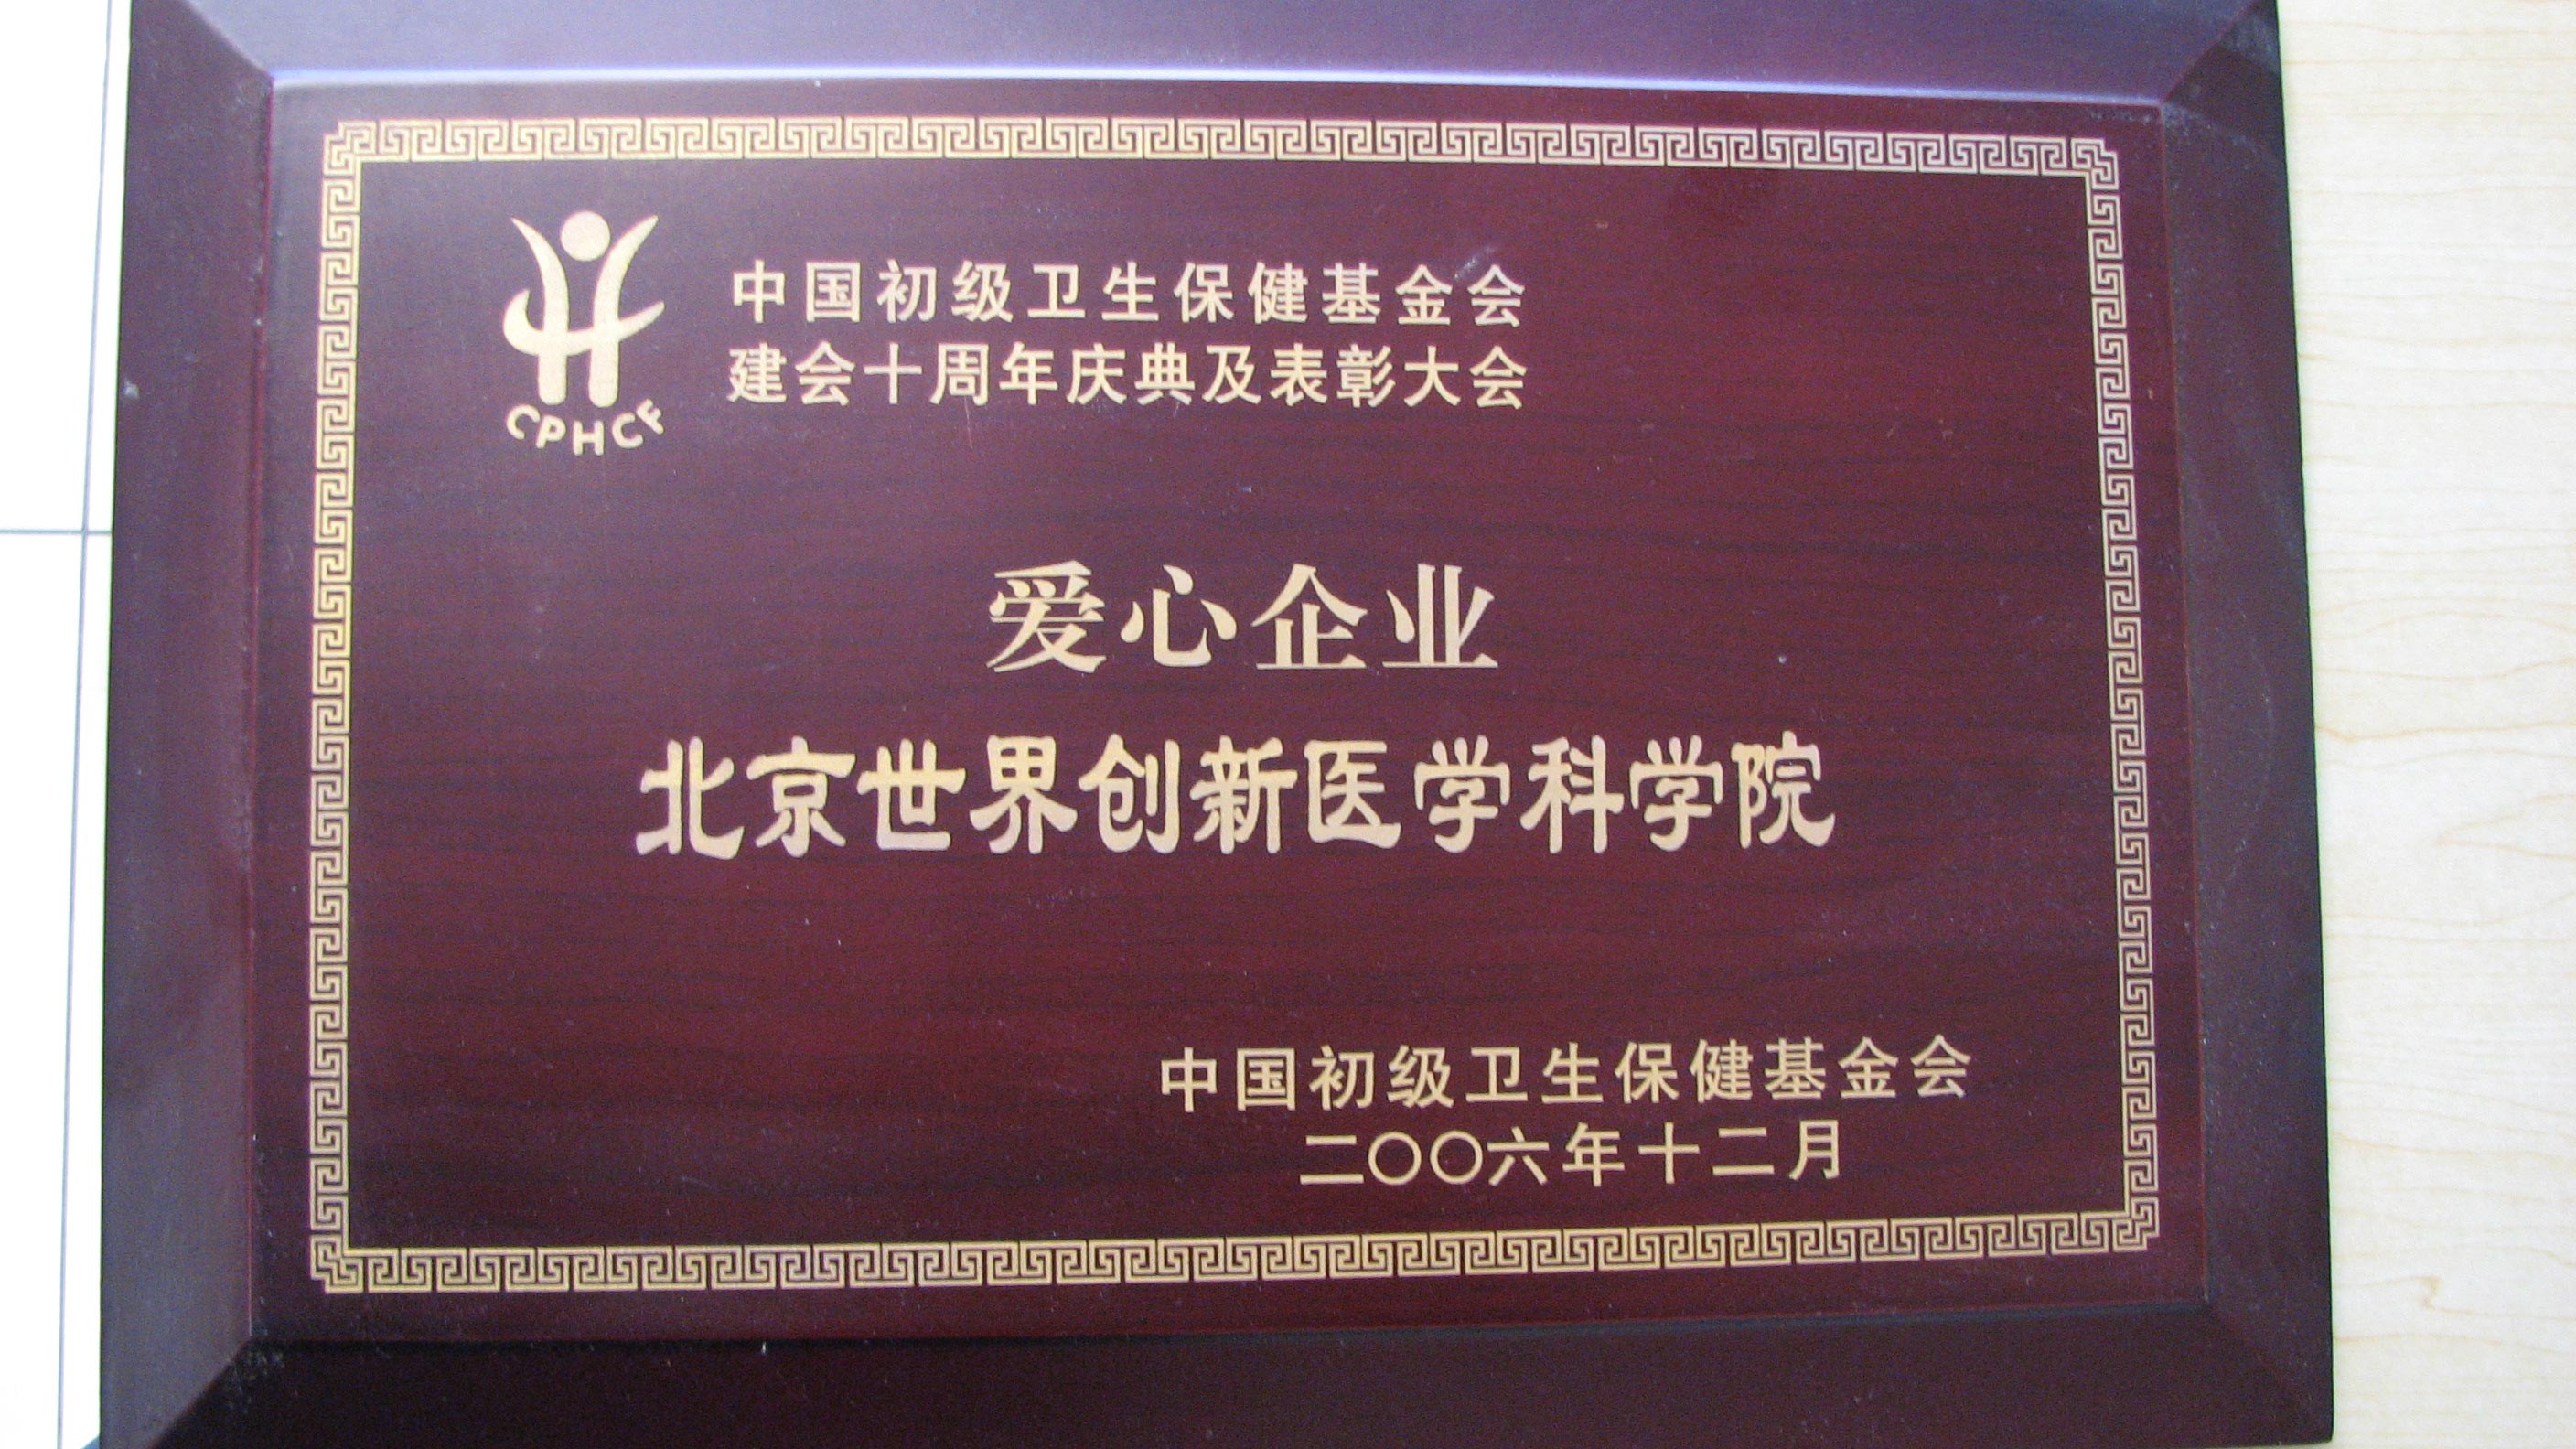 中国初级卫生保健基金会
建会十周年庆典及表彰大会
CPHCF
爱心企业
北京世界创新医学科学院
中国初级卫生保健基金会
二〇〇六年十二月